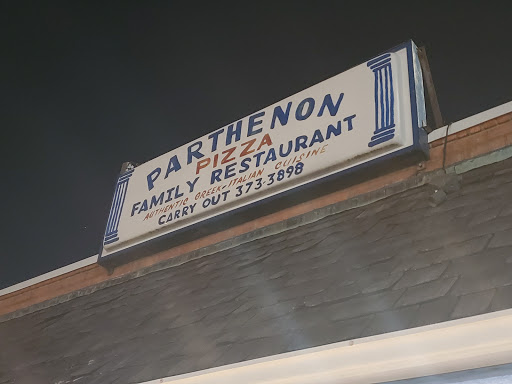 PARTHENON
PIZZA
FAMILY RESTAURANT
AUTHENTIC GREEK-ITALIAN CUISINE
CARRY OUT 373-3898